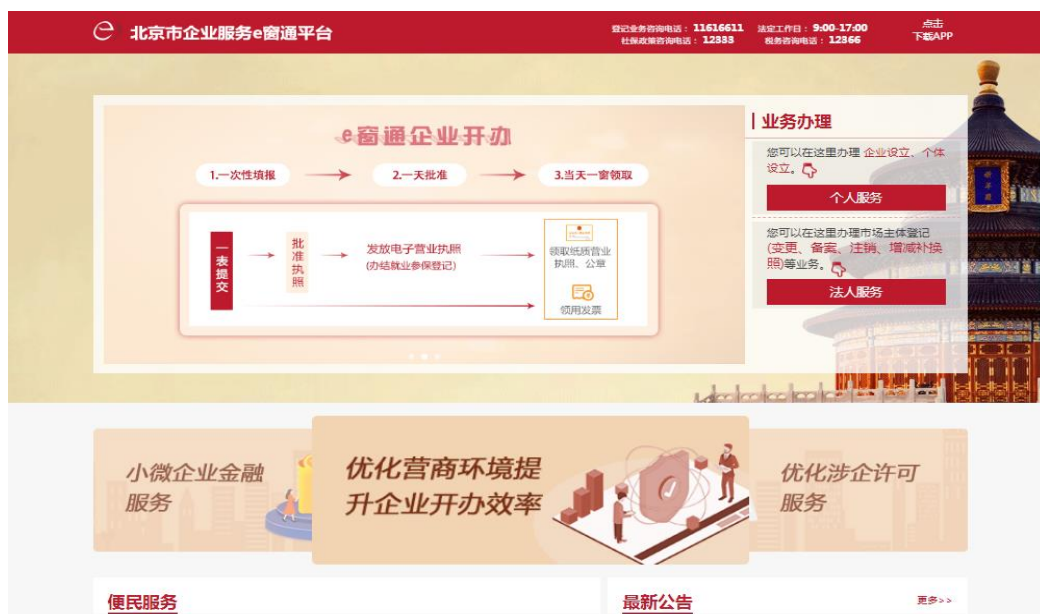 北京市企业服务e窗通平台
登记业务咨询电话：11616611 法定工作日：9:00-17:00
社保政策咨询电话：12333 税务咨询电话：12366
点击
下载APP
e窗通企业开办
1.一次性填报
2.一天批准
3.当天一窗领取
一表提交
批准执照
发放电子营业执照
(办结就业参保登记)
领取纸质营业
执照、公章
领用发票
业务办理
您可以在这里办理 企业设立、个体
设立。
个人服务
您可以在这里办理市场主体登记
(变更、备案、注销、增减补换
照)等业务。
法人服务
小微企业金融
服务
优化营商环境提
升企业开办效率
优化涉企许可
服务
便民服务
最新公告
更多>>